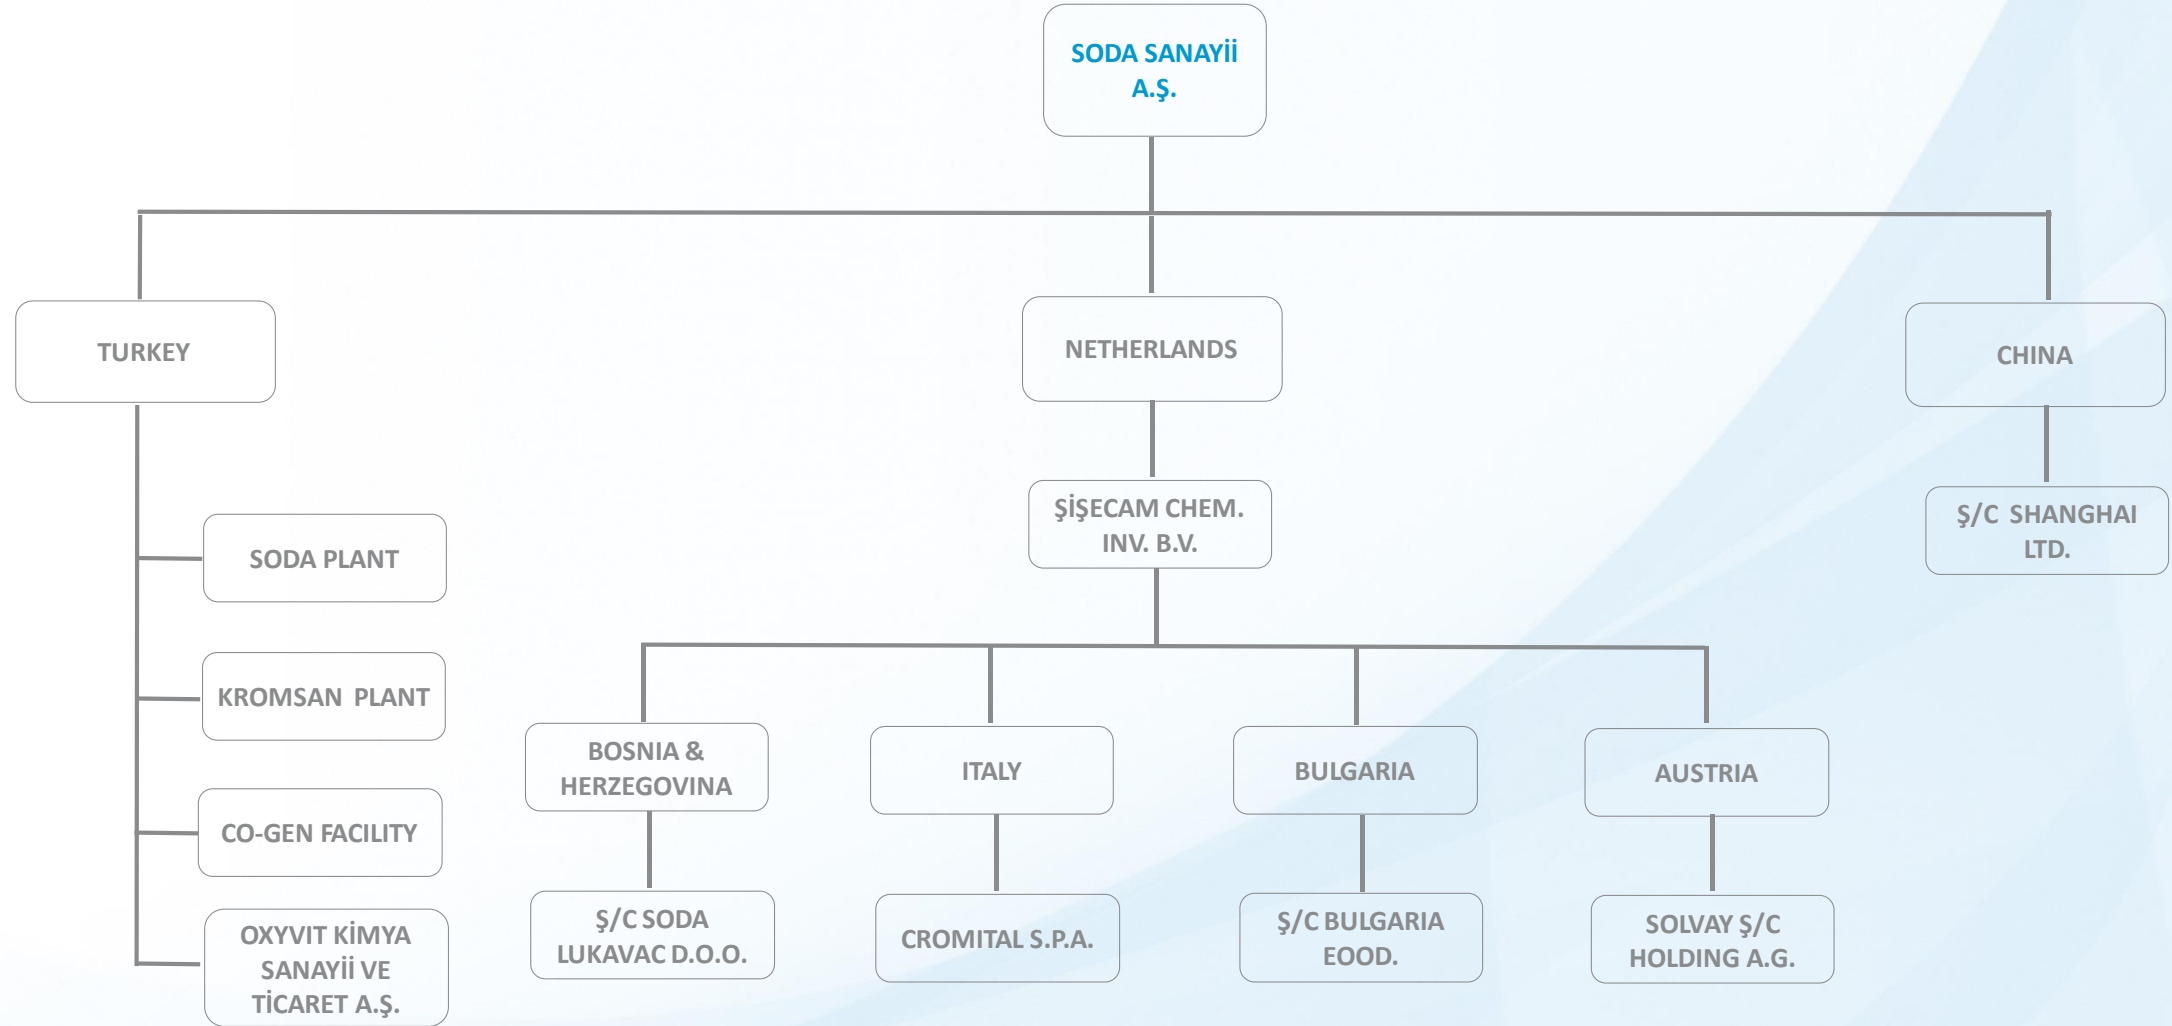 SODA SANAYİİ
A.Ş.
TURKEY
NETHERLANDS
CHINA
ŞİŞECAM CHEM.
INV. B.V.
Ş/C SHANGHAI
LTD.
SODA PLANT
KROMSAN PLANT
CO-GEN FACILITY
OXYVIT KİMYA
SANAYİİ VE
TİCARET A.Ş.
BOSNIA &
HERZEGOVINA
ITALY
BULGARIA
AUSTRIA
Ş/C SODA
LUKAVAC D.O.O.
CROMITAL S.P.A.
Ş/C BULGARIA
EOOD.
SOLVAY Ş/C
HOLDING A.G.